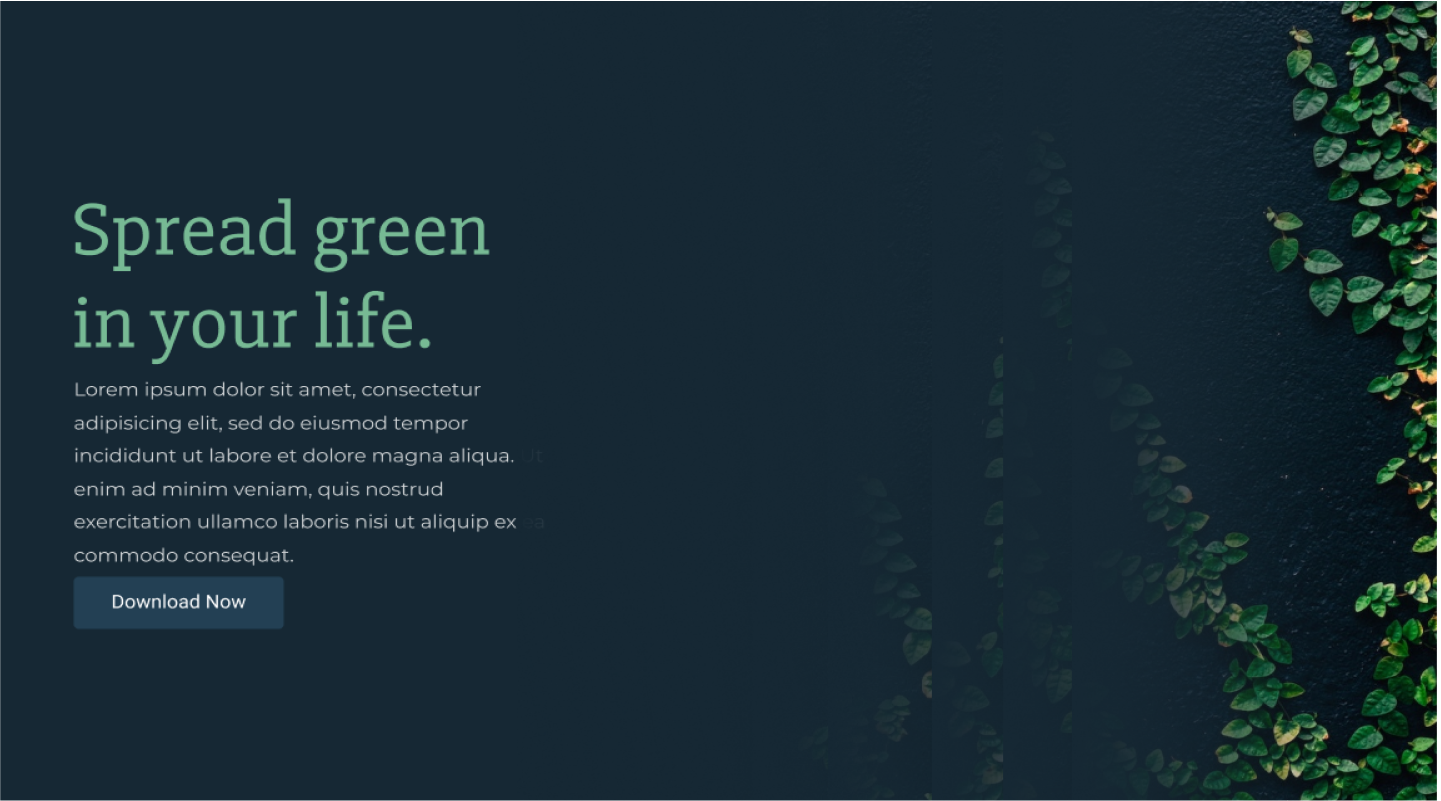 Spread green
in your life.
Lorem ipsum dolor sit amet, consectetur
adipisicing elit, sed do eiusmod tempor
incididunt ut labore et dolore magna aliqua. Ut
enim ad minim veniam, quis nostrud
exercitation ullamco laboris nisi ut aliquip ex ea
commodo consequat.
Download Now